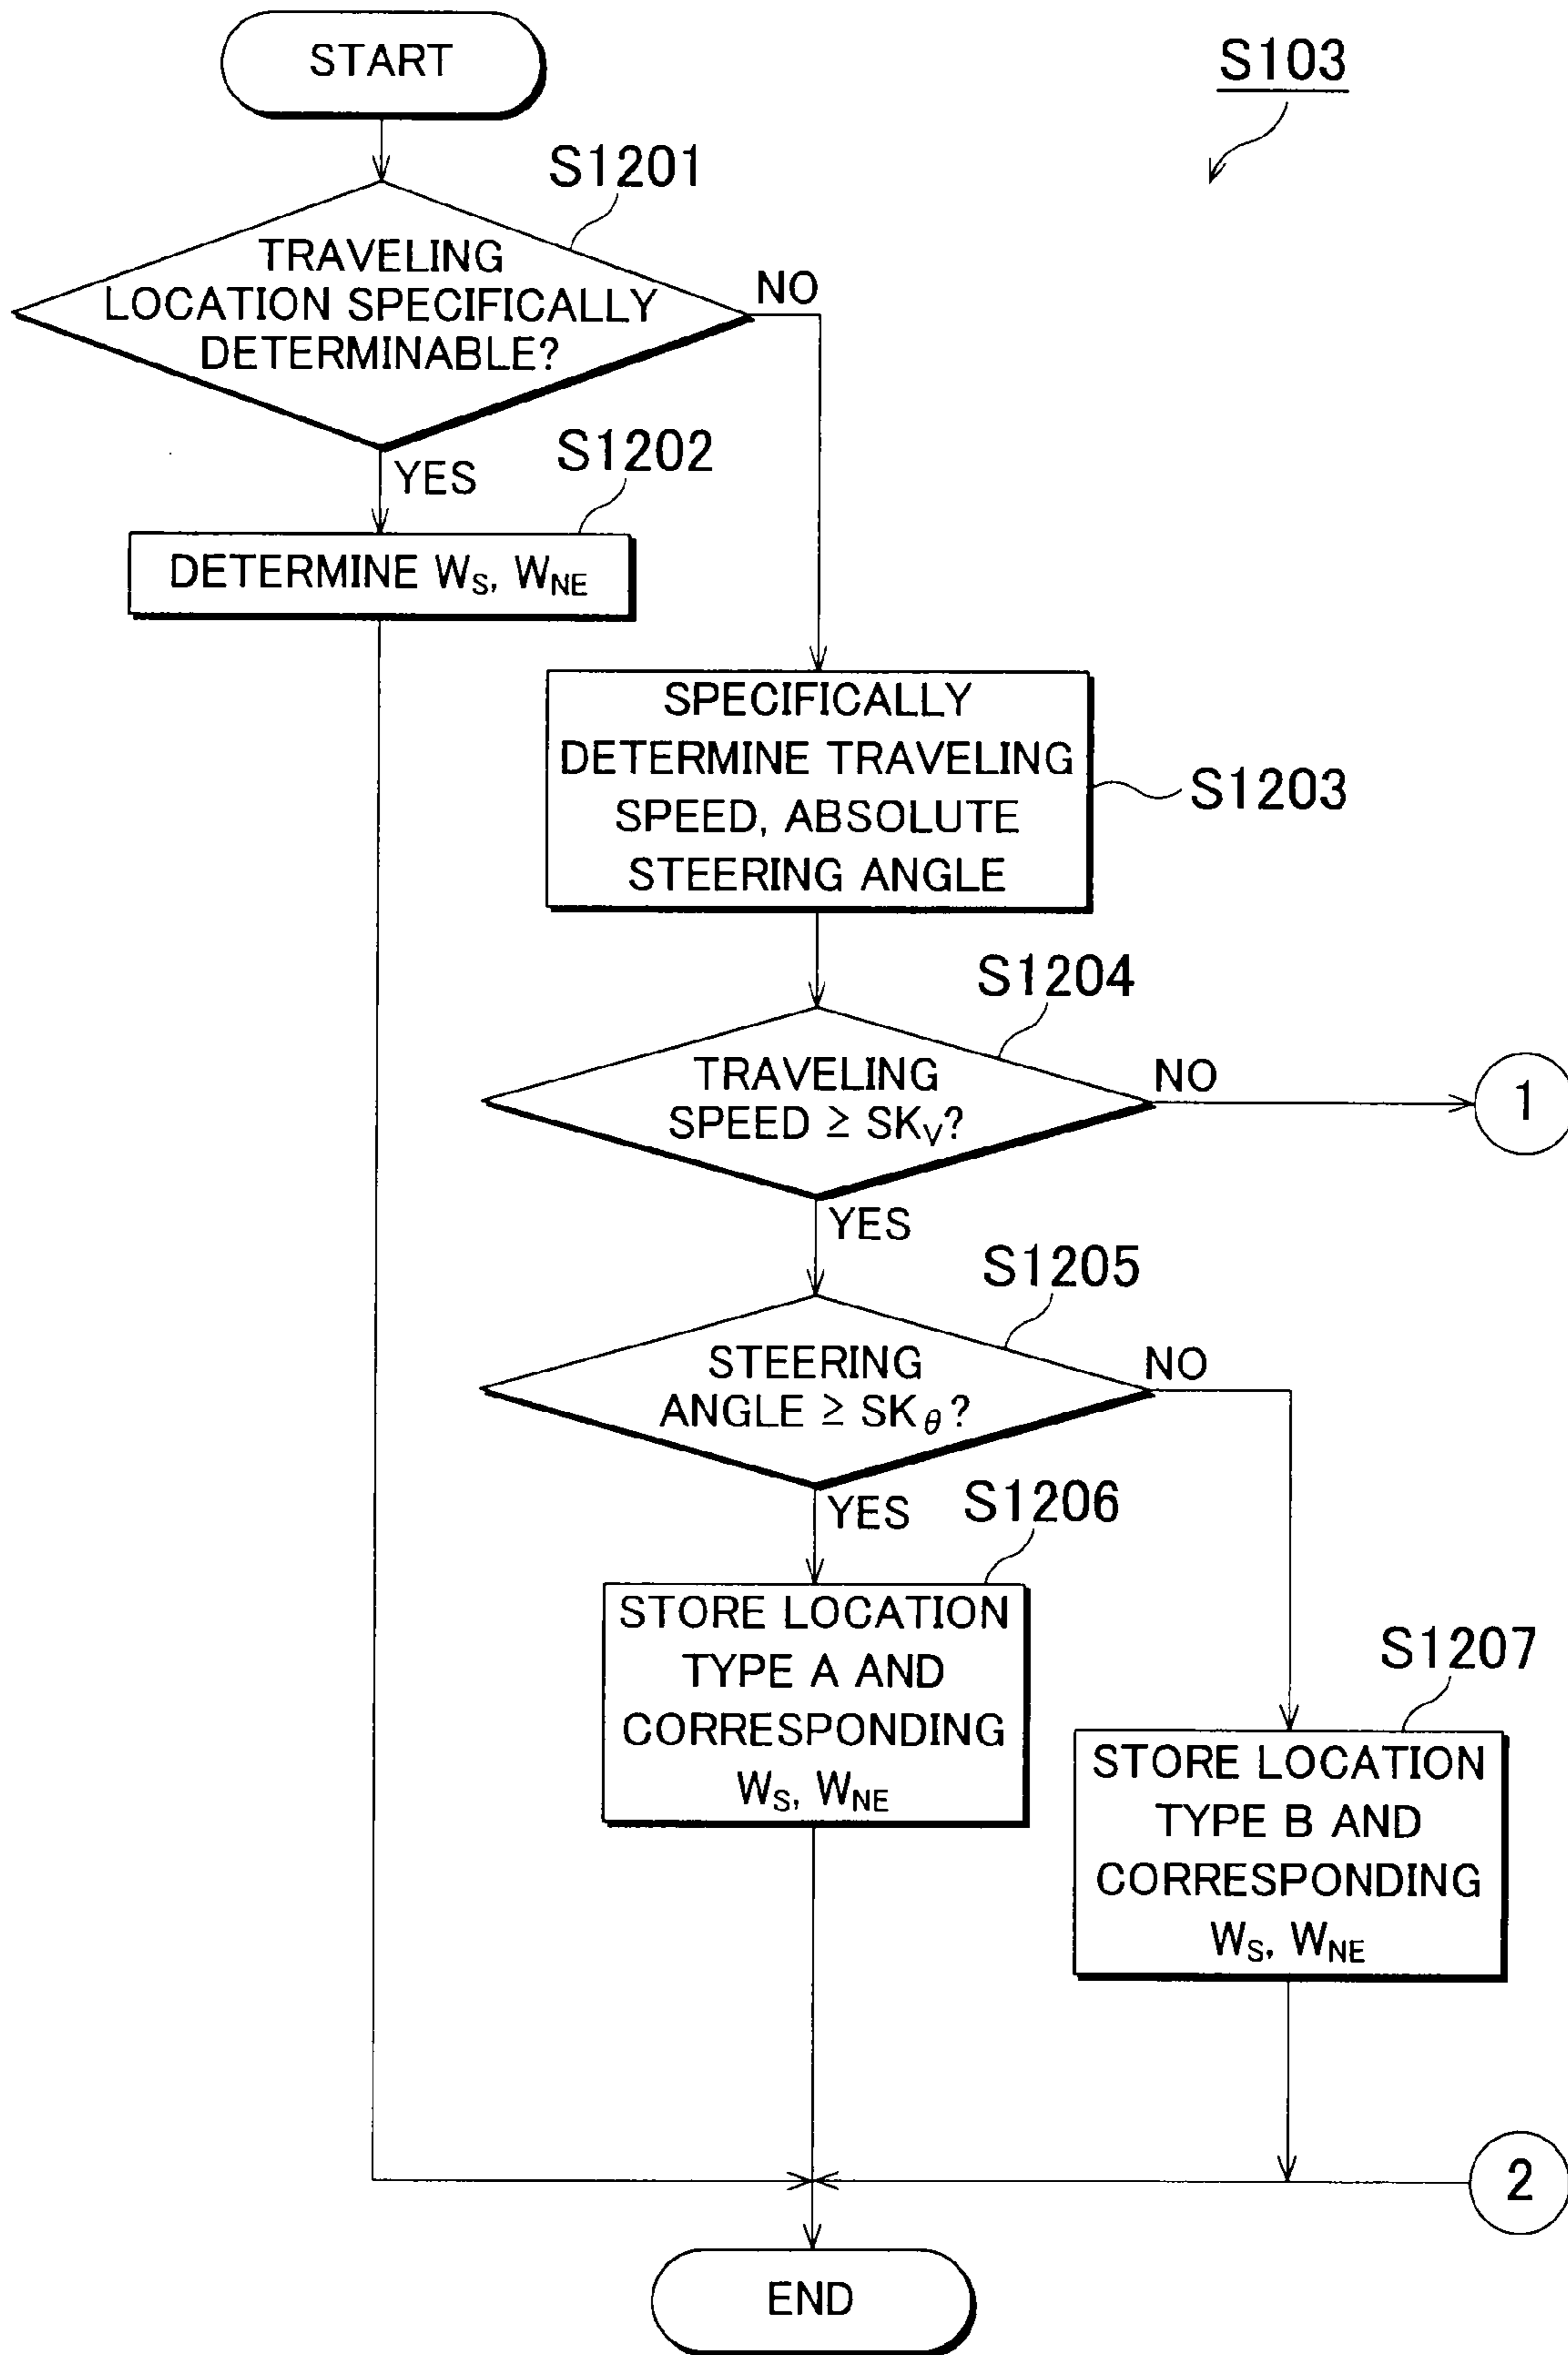 START
S103
S1201
TRAVELING
LOCATION SPECIFICALLY
DETERMINABLE?
NO
YES
S1202
DETERMINE WS, WNE
SPECIFICALLY
DETERMINE TRAVELING
SPEED, ABSOLUTE
STEERING ANGLE
S1203
S1204
TRAVELING
SPEED ≥ SKV?
NO
1
YES
S1205
STEERING
ANGLE ≥ SKθ?
NO
YES
S1206
STORE LOCATION
TYPE A AND
CORRESPONDING
WS, WNE
S1207
STORE LOCATION
TYPE B AND
CORRESPONDING
WS, WNE
2
END